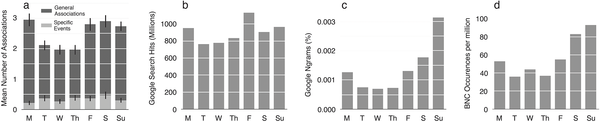 a
General Associations
Specific Events
Mean Number of Associations
3
2
1
0
M T W Th F S Su
b
Google Search Hits (Millions)
1000
800
600
400
200
0
M T W Th F S Su
c
Google Ngrams (%)
0.003
0.002
0.001
0.000
M T W Th F S Su
d
BNC Occurences per million
80
60
40
20
0
M T W Th F S Su